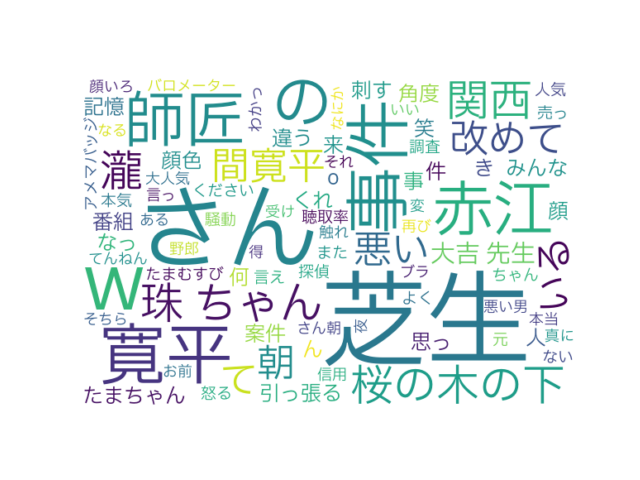 顔いろ
バロメーター
記憶
なる
アメマバッジ
師匠
の
わかっ
なにか
刺す
角度
いい
関西
人気
売っ
瀧
顔色
間寛平
違う
来
笑
調査
改めて
大人気
ください
くれ
それ
o
事
件
き
みんな
本気
言っ
さん
事件
変
赤江
顔
番組
ある
騒動
受け
聴取率
触れ
再び
なっ
野郎
得
また
悪い
大吉 先生
いる
てんねん
たまむすび
何
言え
探偵
ブラ
ちゃん
W
珠 ちゃん
芝生
よく
悪い男
そちら
案件
さん朝
夜
思っ
元
人
本当
真に
ない
寛平
お前
て
朝
ん
信用
桜の木の下
たまちゃん
怒る
引っ張る